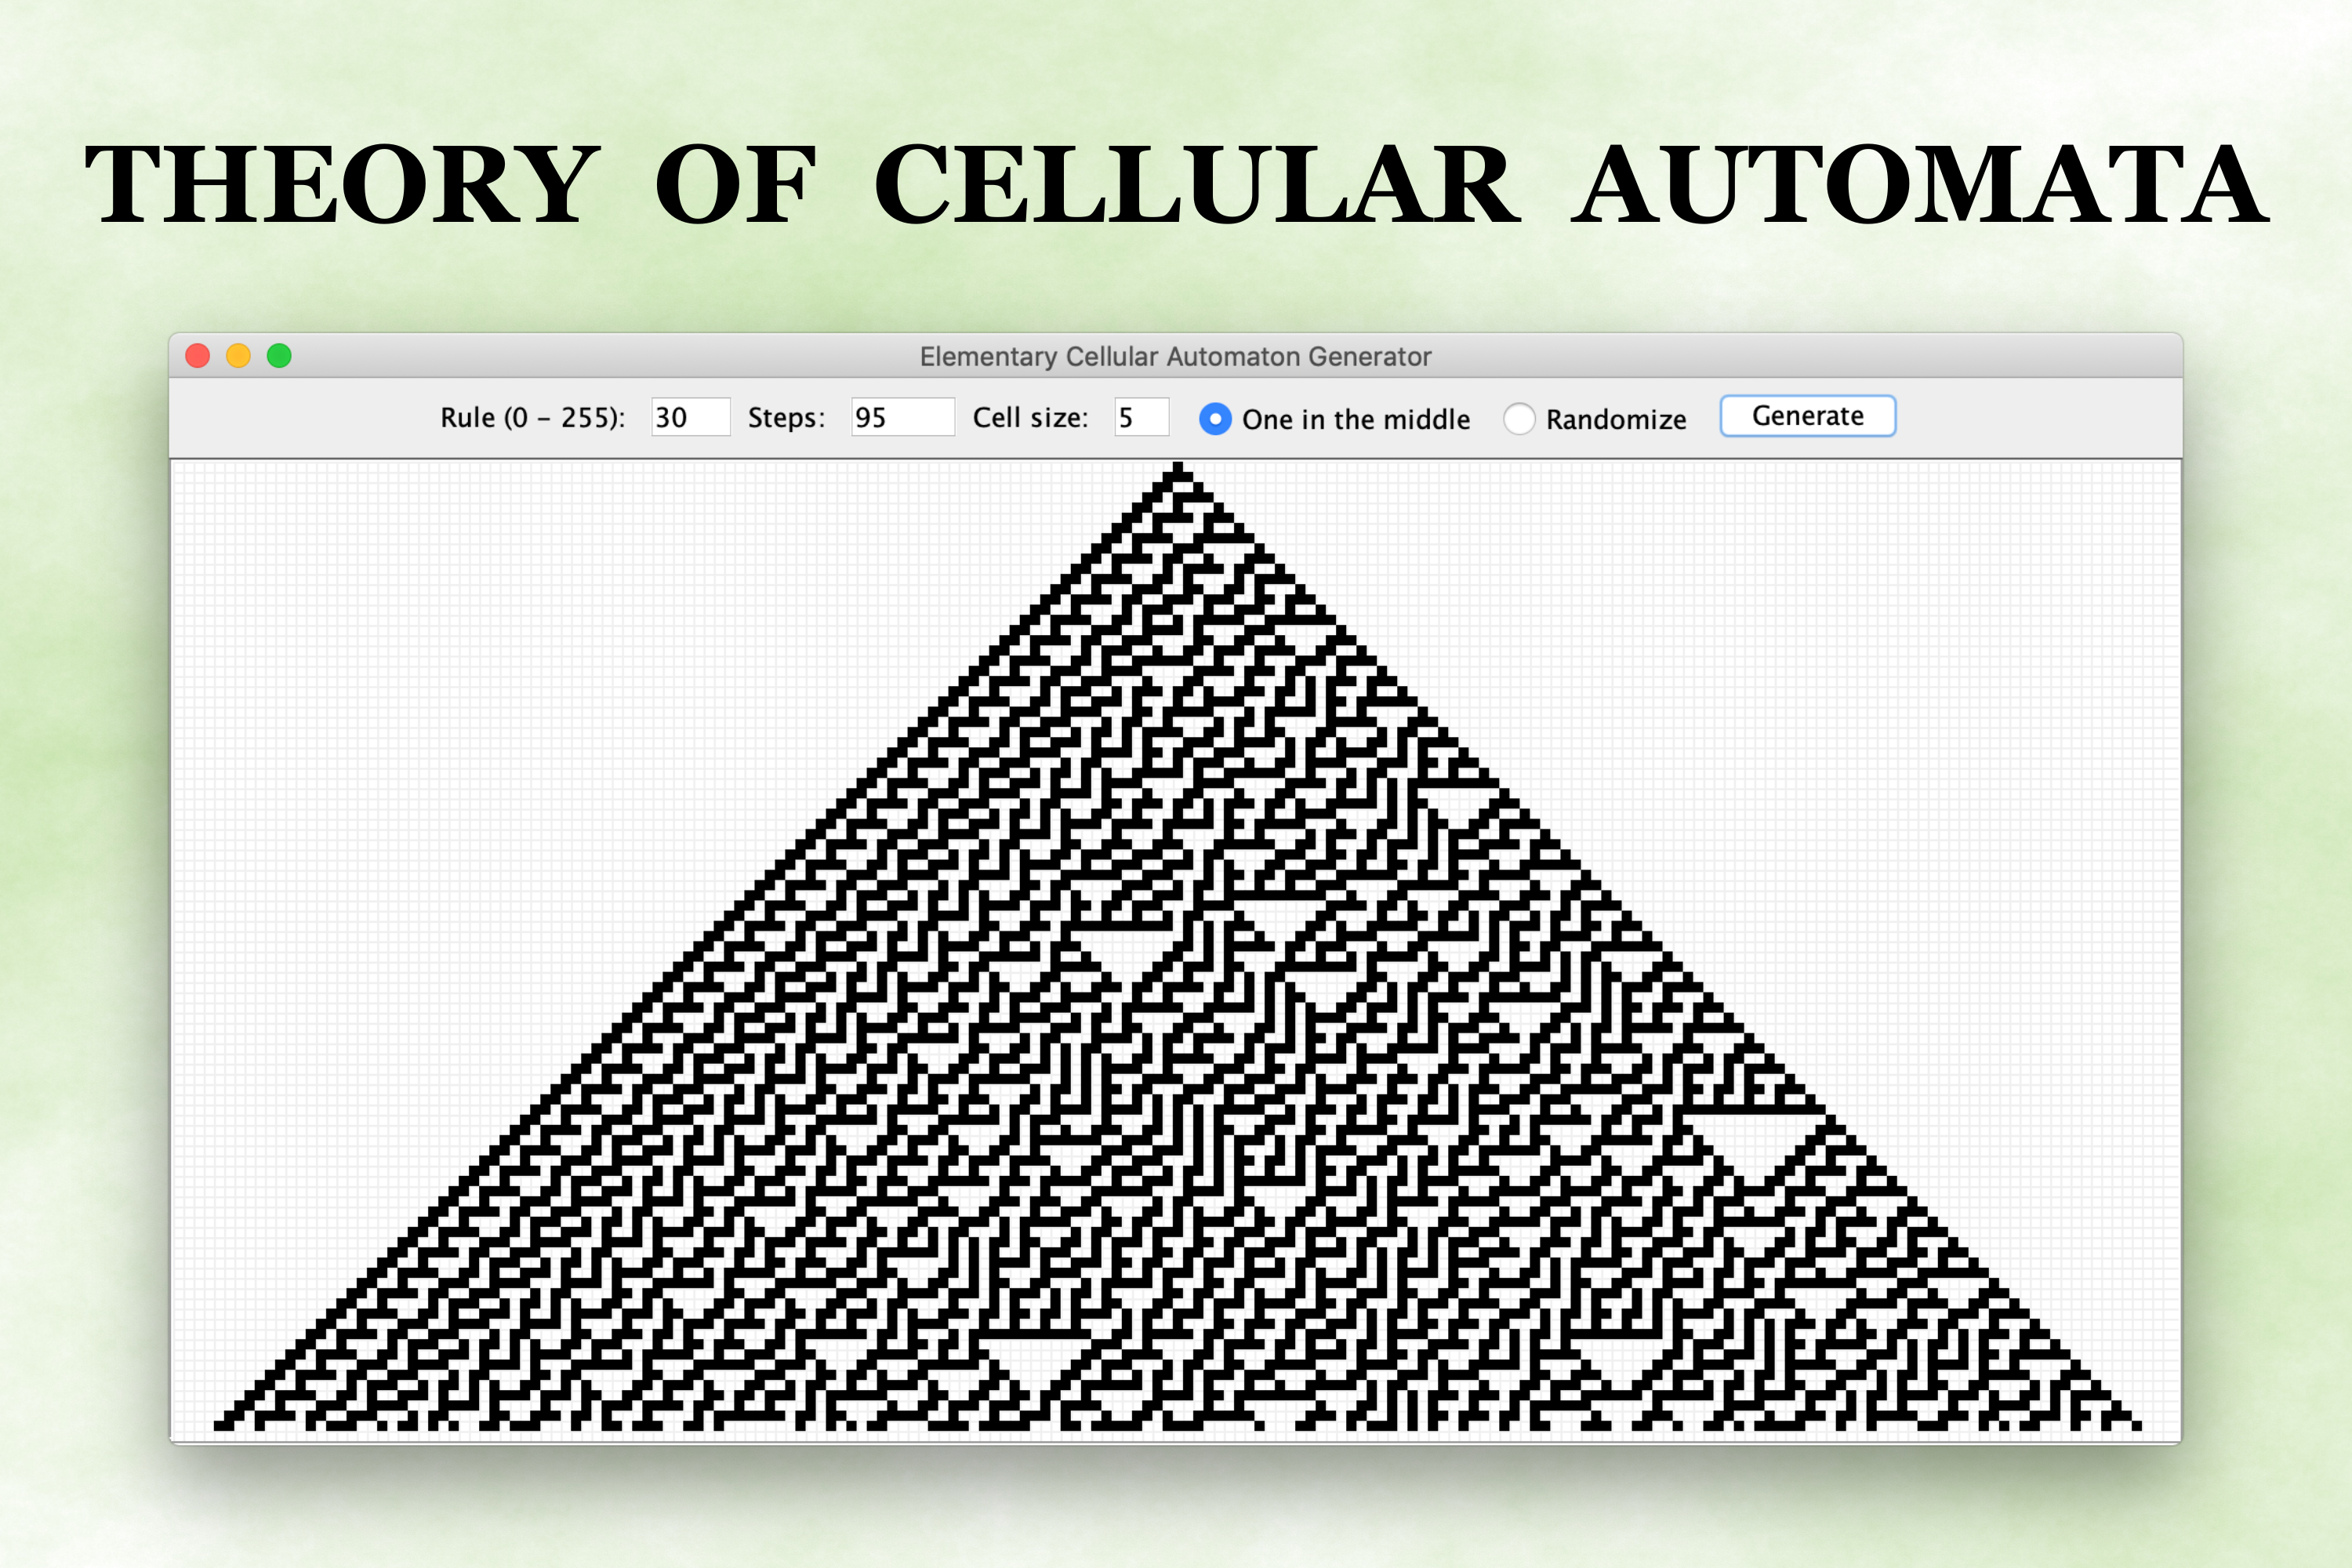 THEORY OF CELLULAR AUTOMATA
Elementary Cellular Automaton Generator
Rule (0 – 255): 30 Steps: 95 Cell size: 5 One in the middle Randomize Generate